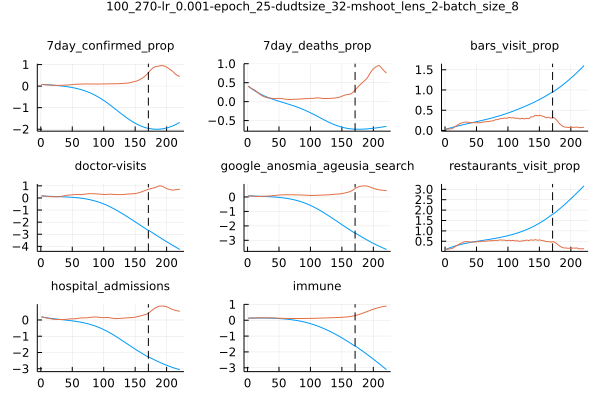 100_270-lr_0.001-epoch_25-dudtsize_32-mshoot_lens_2-batch_size_8
7day_confirmed_prop 7day_deaths_prop bars_visit_prop
1 0 −1 −2
1.0 0.5 0.0 −0.5
1.5 1.0 0.5 0.0
0 50 100 150 200 0 50 100 150 200 0 50 100 150 200
doctor-visits google_anosmia_ageusia_search restaurants_visit_prop
1 0 −1 −2 −3 −4
0 −1 −2 −3
3.0 2.5 2.0 1.5 1.0 0.5
0 50 100 150 200 0 50 100 150 200 0 50 100 150 200
hospital_admissions immune
0 −1 −2 −3
1 0 −1 −2 −3
0 50 100 150 200 0 50 100 150 200